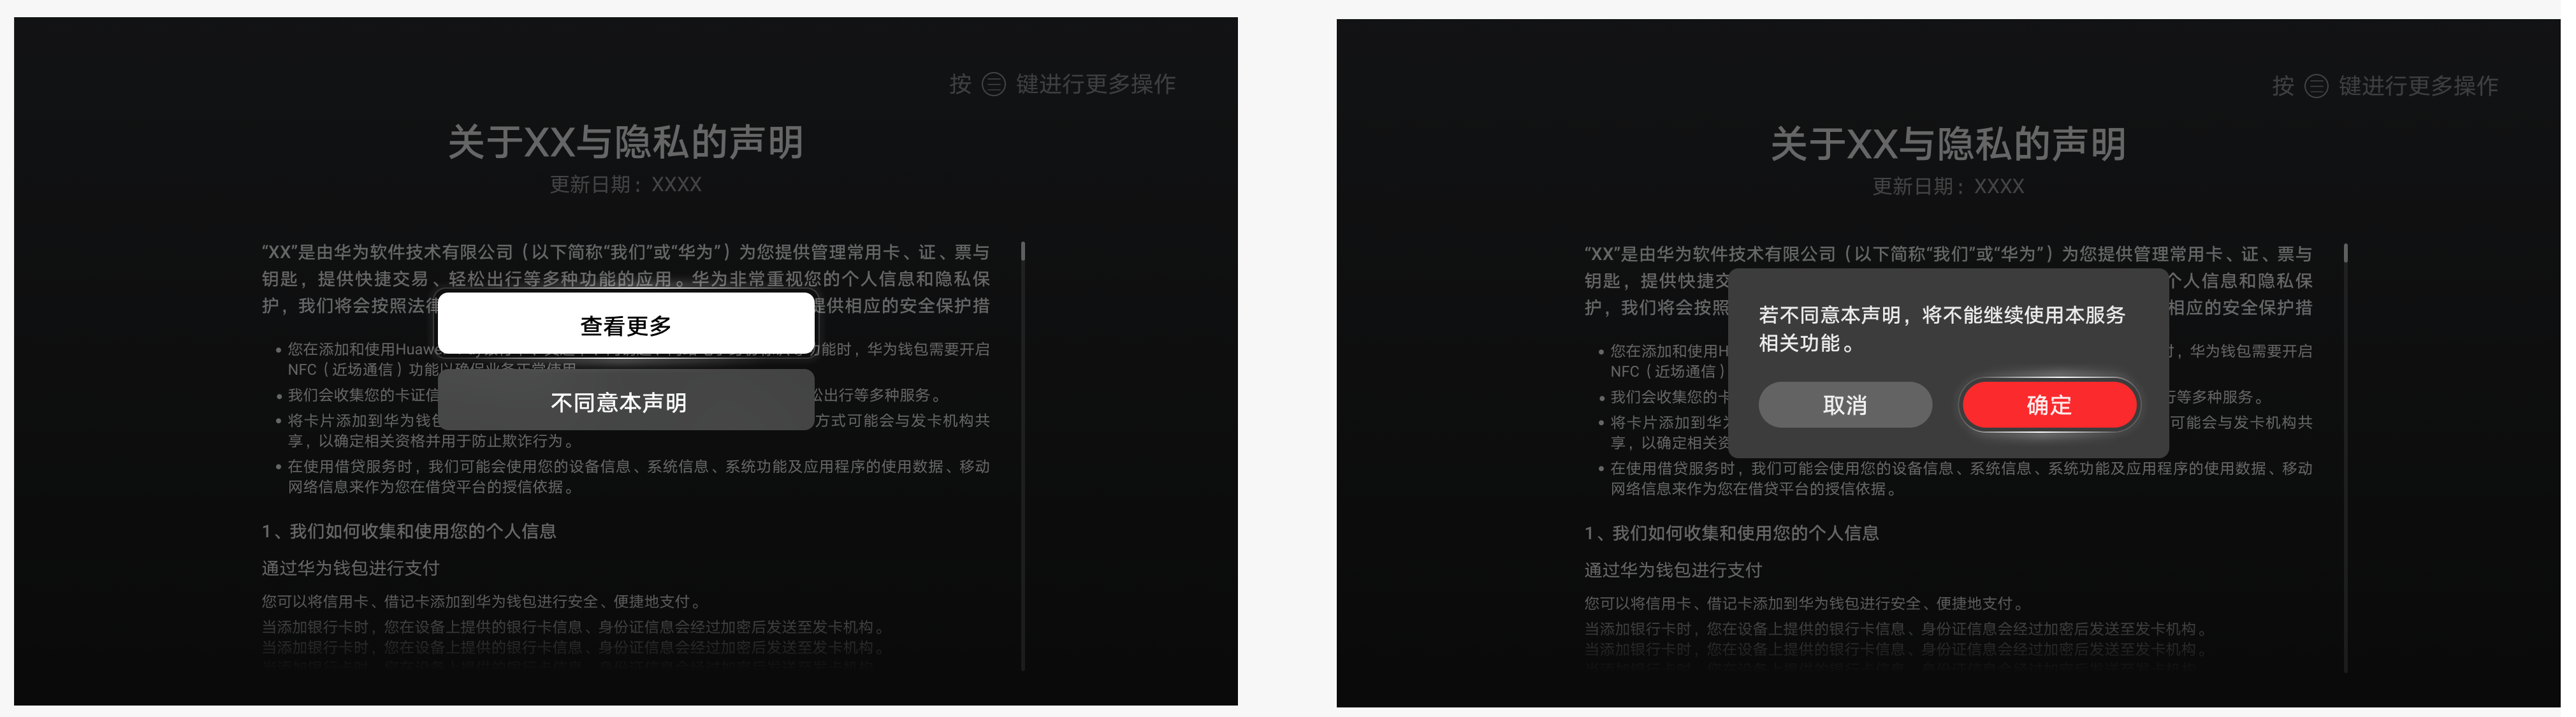 按 键进行更多操作
关于XX与隐私的声明
更新日期：XXXX
“XX”是由华为软件技术有限公司（以下简称“我们”或“华为”）为您提供管理常用卡、证、票与
钥匙，提供快捷交易、轻松出行等多种功能的应用。华为非常重视您的个人信息和隐私保
护，我们将会按照法律 提供相应的安全保护措
查看更多
您在添加和使用Huawe 功能时，华为钱包需要开启
NFC（近场通信）功能以确保业务正常使用
不同意本声明
我们会收集您的卡证信 松出行等多种服务。
将卡片添加到华为钱包 方式可能会与发卡机构共
享，以确定相关资格并用于防止欺诈行为。
在使用借贷服务时，我们可能会使用您的设备信息、系统信息、系统功能及应用程序的使用数据、移动
网络信息来作为您在借贷平台的授信依据。
1、我们如何收集和使用您的个人信息
通过华为钱包进行支付
您可以将信用卡、借记卡添加到华为钱包进行安全、便捷地支付。
当添加银行卡时，您在设备上提供的银行卡信息、身份证信息会经过加密后发送至发卡机构。
当添加银行卡时，您在设备上提供的银行卡信息、身份证信息会经过加密后发送至发卡机构。
按 键进行更多操作
关于XX与隐私的声明
更新日期：XXXX
“XX”是由华为软件技术有限公司（以下简称“我们”或“华为”）为您提供管理常用卡、证、票与
钥匙，提供快捷交 个人信息和隐私保
护，我们将会按照 相应的安全保护措
若不同意本声明，将不能继续使用本服务
相关功能。
取消
确定
您在添加和使用H 时，华为钱包需要开启
NFC（近场通信）
我们会收集您的卡 行等多种服务。
将卡片添加到华为 可能会与发卡机构共
享，以确定相关资
在使用借贷服务时，我们可能会使用您的设备信息、系统信息、系统功能及应用程序的使用数据、移动
网络信息来作为您在借贷平台的授信依据。
1、我们如何收集和使用您的个人信息
通过华为钱包进行支付
您可以将信用卡、借记卡添加到华为钱包进行安全、便捷地支付。
当添加银行卡时，您在设备上提供的银行卡信息、身份证信息会经过加密后发送至发卡机构。
当添加银行卡时，您在设备上提供的银行卡信息、身份证信息会经过加密后发送至发卡机构。